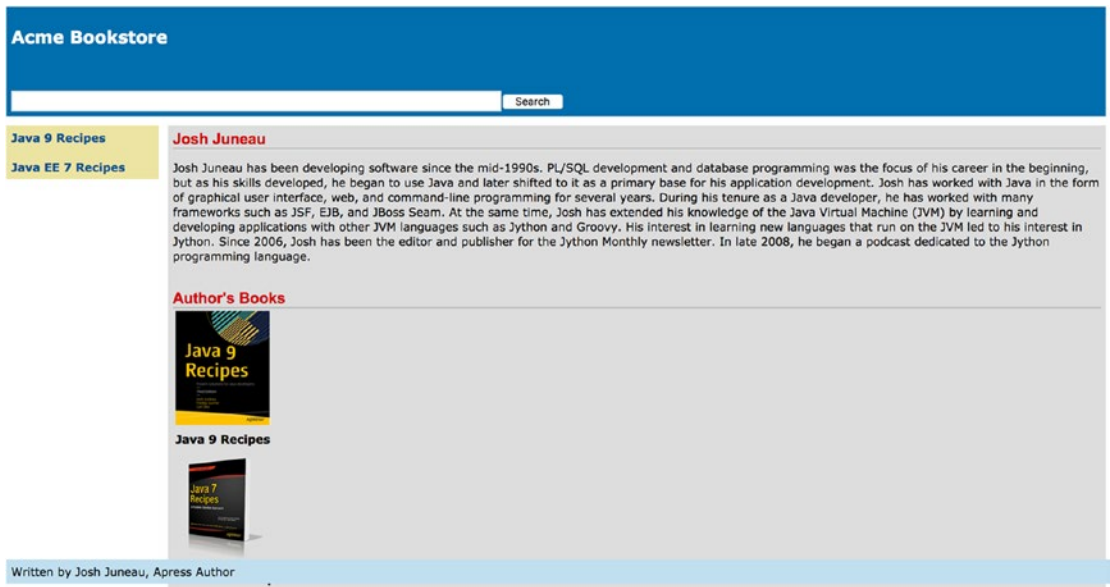 Acme Bookstore
Search
Java 9 Recipes
Java EE 7 Recipes
Josh Juneau
Josh Juneau has been developing software since the mid-1990s. PL/SQL development and database programming was the focus of his career in the beginning,
but as his skills developed, he began to use Java and later shifted to it as a primary base for his application development. Josh has worked with Java in the form
of graphical user interface, web, and command-line programming for several years. During his tenure as a Java developer, he has worked with many
frameworks such as JSF, EJB, and JBoss Seam. At the same time, Josh has extended his knowledge of the Java Virtual Machine (JVM) by learning and
developing applications with other JVM languages such as Jython and Groovy. His interest in learning new languages that run on the JVM led to his interest in
Jython. Since 2006, Josh has been the editor and publisher for the Jython Monthly newsletter. In late 2008, he began a podcast dedicated to the Jython
programming language.
Author's Books
Java 9
Recipes
Java 9 Recipes
Java 7
Recipes
Written by Josh Juneau, Apress Author